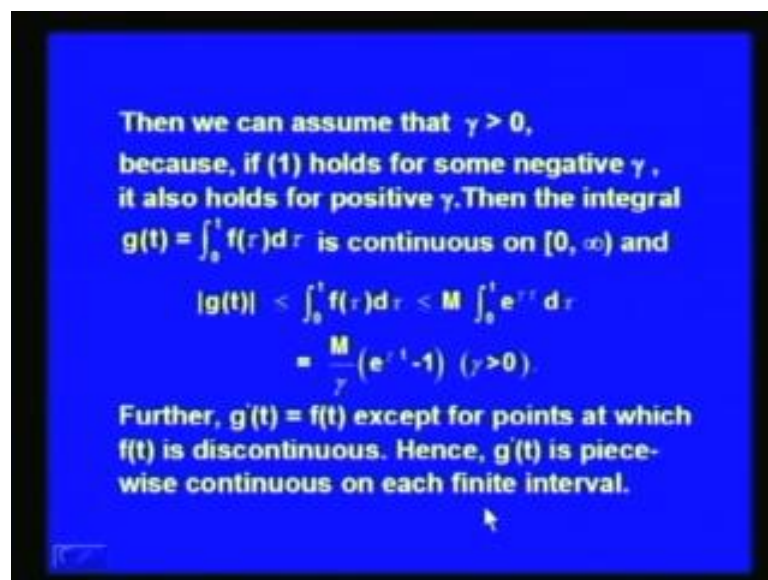 Then we can assume that γ > 0,
because, if (1) holds for some negative γ ,
it also holds for positive γ.Then the integral
g(t) = ∫₀ᵗ f(τ)dτ is continuous on [0, ∞) and
|g(t)| ≤ ∫₀ᵗ f(τ)dτ ≤ M ∫₀ᵗ e^γτ dτ
= M/γ (e^γt -1) (γ>0).
Further, g'(t) = f(t) except for points at which
f(t) is discontinuous. Hence, g'(t) is piece-
wise continuous on each finite interval.